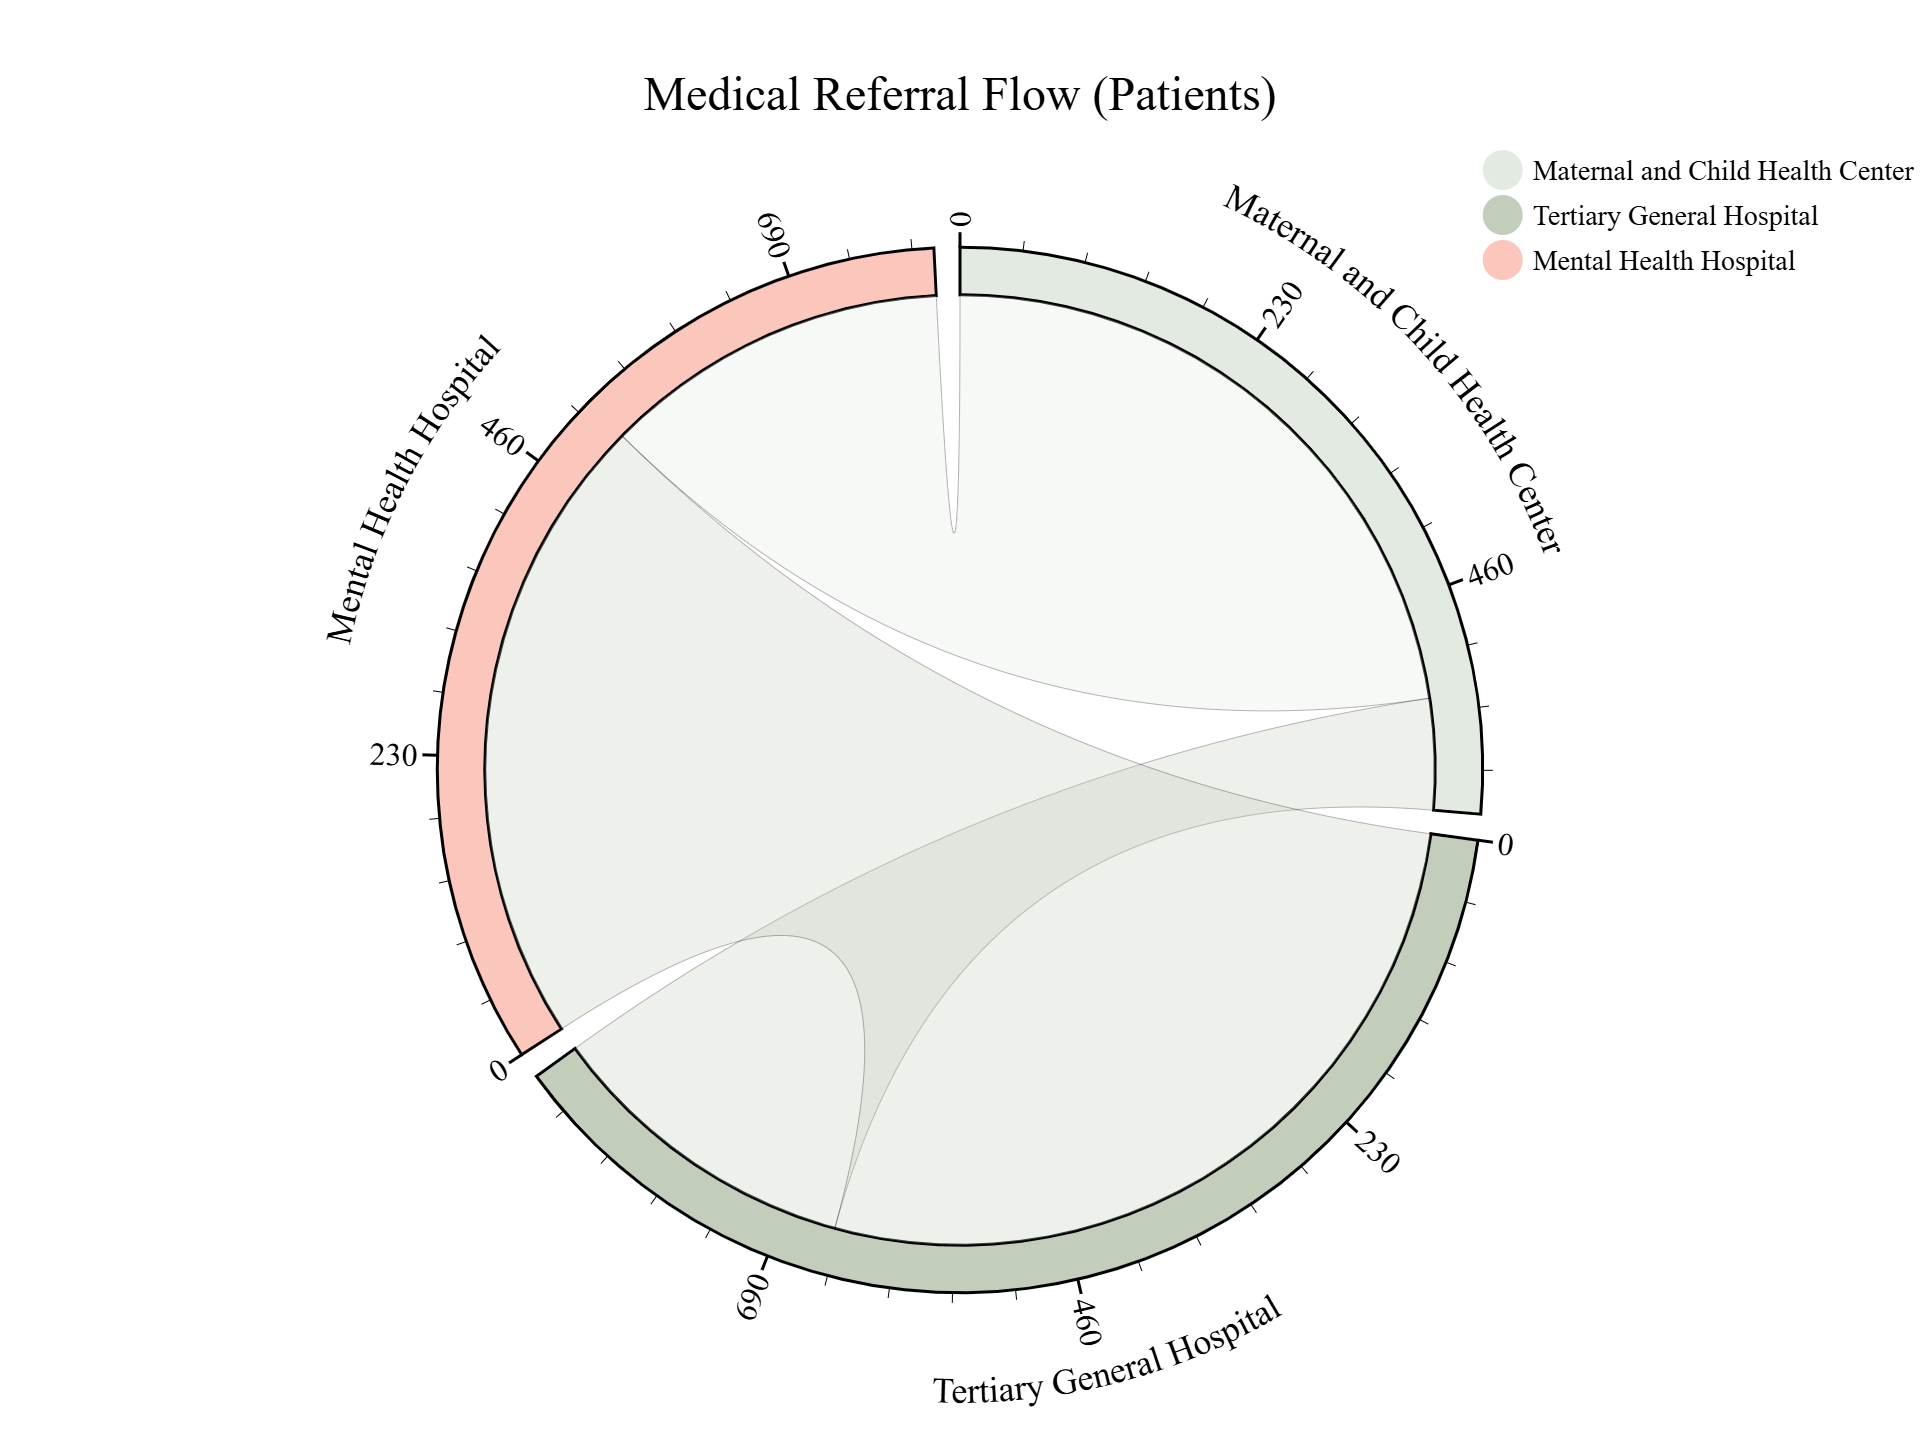 Medical Referral Flow (Patients)
Maternal and Child Health Center
Tertiary General Hospital
Mental Health Hospital
Maternal and Child Health Center
0
230
460
Tertiary General Hospital
0
230
460
690
Mental Health Hospital
0
230
460
690